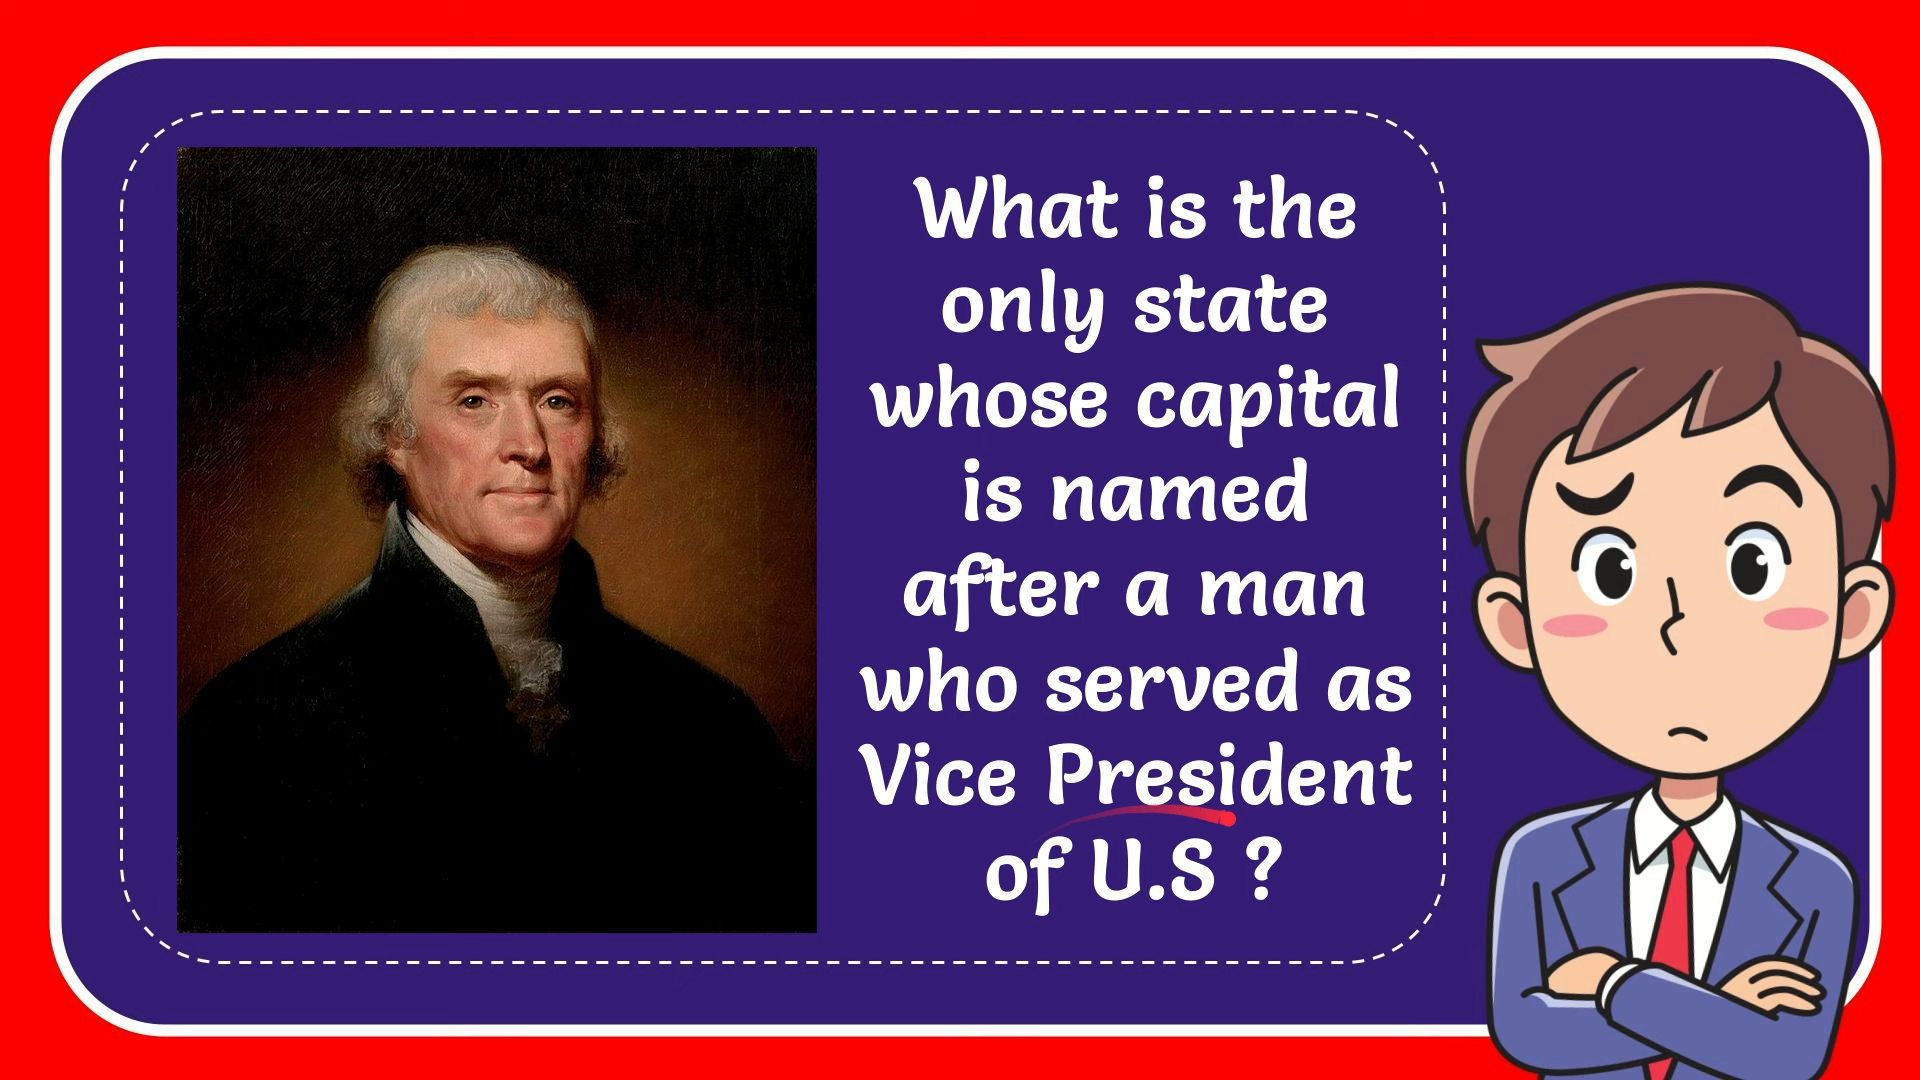 What is the
only state
whose capital
is named
after a man
who served as
Vice President
of U.S ?